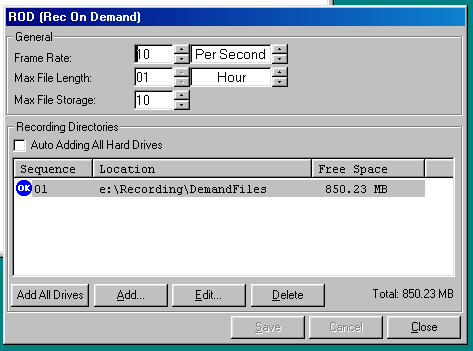 ROD (Rec On Demand)
General
Frame Rate: 10 Per Second
Max File Length: 01 Hour
Max File Storage: 10
Recording Directories
Auto Adding All Hard Drives
Sequence Location Free Space
OK 01 e:\Recording\DemandFiles 850.23 MB
Add All Drives Add... Edit... Delete Total: 850.23 MB
Save Cancel Close